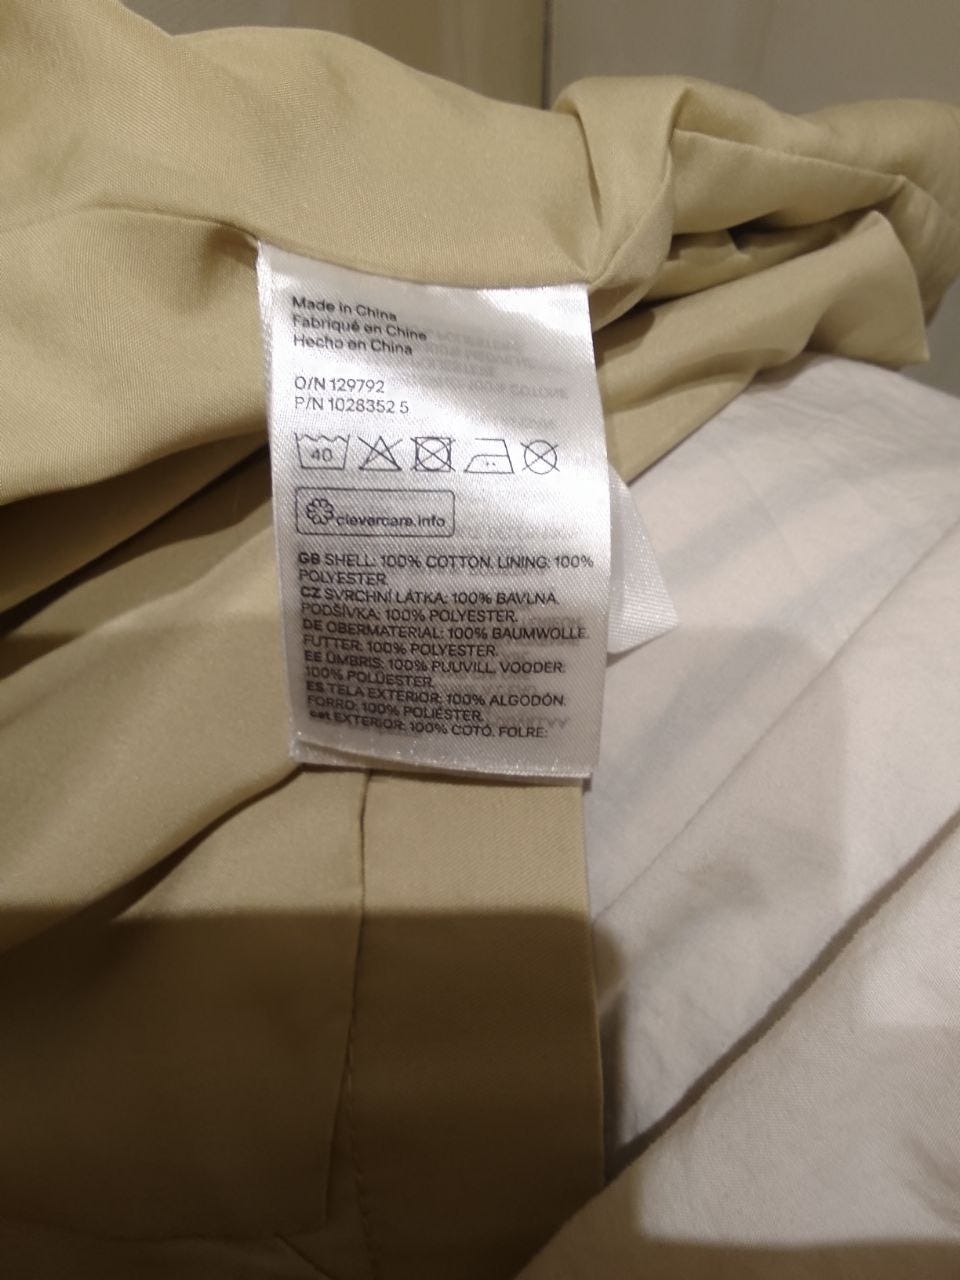 Made in China
Fabriqué en Chine
Hecho en China
O/N 129792
P/N 1028352 5
40
clevercare.info
GB SHELL: 100% COTTON. LINING: 100%
POLYESTER.
CZ SVRCHNÍ LÁTKA: 100% BAVLNA.
PODŠÍVKA: 100% POLYESTER.
DE OBERMATERIAL: 100% BAUMWOLLE.
FUTTER: 100% POLYESTER.
EE ÜMBRIS: 100% PUUVILL. VOODER:
100% POLÜESTER.
ES TELA EXTERIOR: 100% ALGODÓN.
FORRO: 100% POLIÉSTER.
cat EXTERIOR: 100% COTÓ. FOLRE: